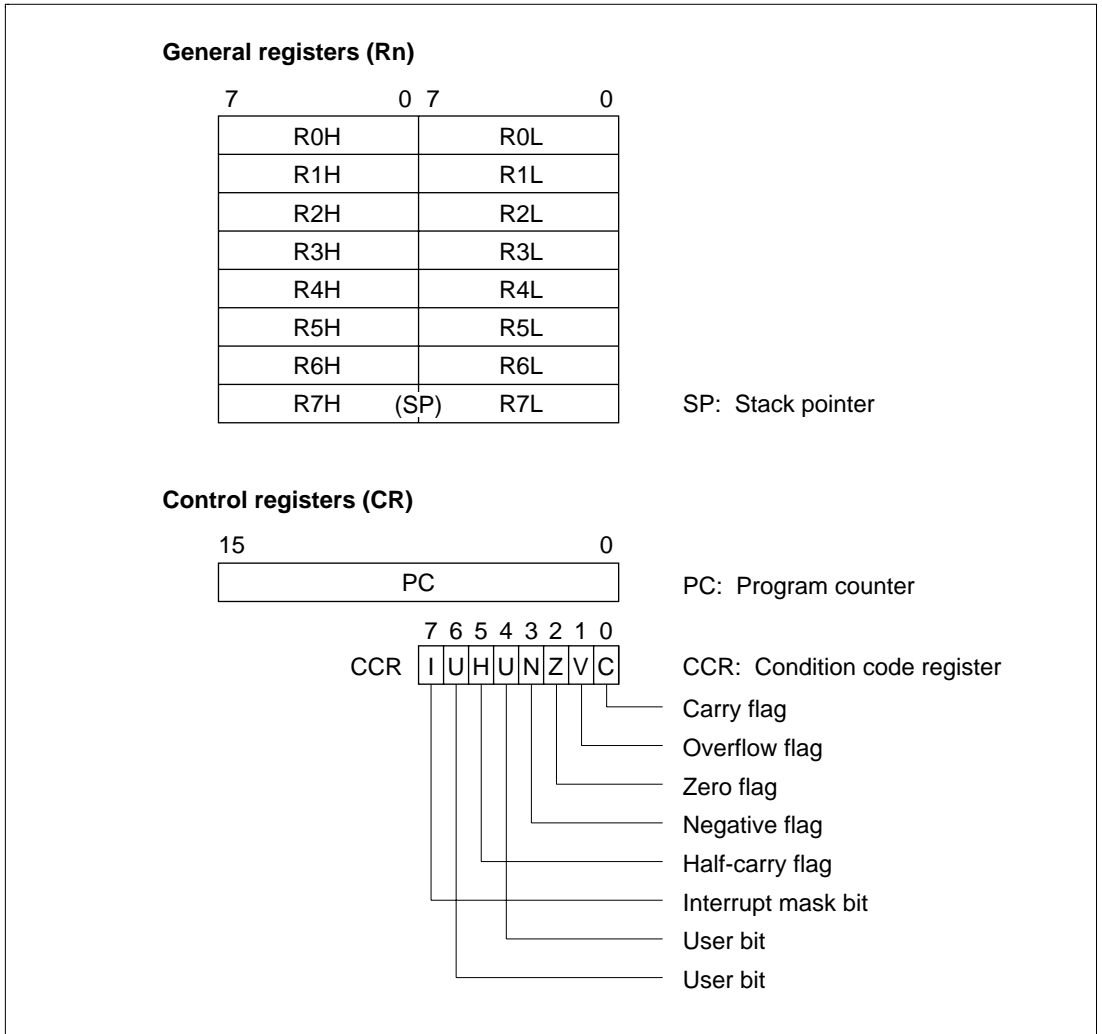 General registers (Rn)
7 0 7 0
R0H R0L
R1H R1L
R2H R2L
R3H R3L
R4H R4L
R5H R5L
R6H R6L
R7H (SP) R7L SP: Stack pointer
Control registers (CR)
15 0
PC PC: Program counter
7 6 5 4 3 2 1 0
CCR I U H U N Z V C CCR: Condition code register
Carry flag
Overflow flag
Zero flag
Negative flag
Half-carry flag
Interrupt mask bit
User bit
User bit